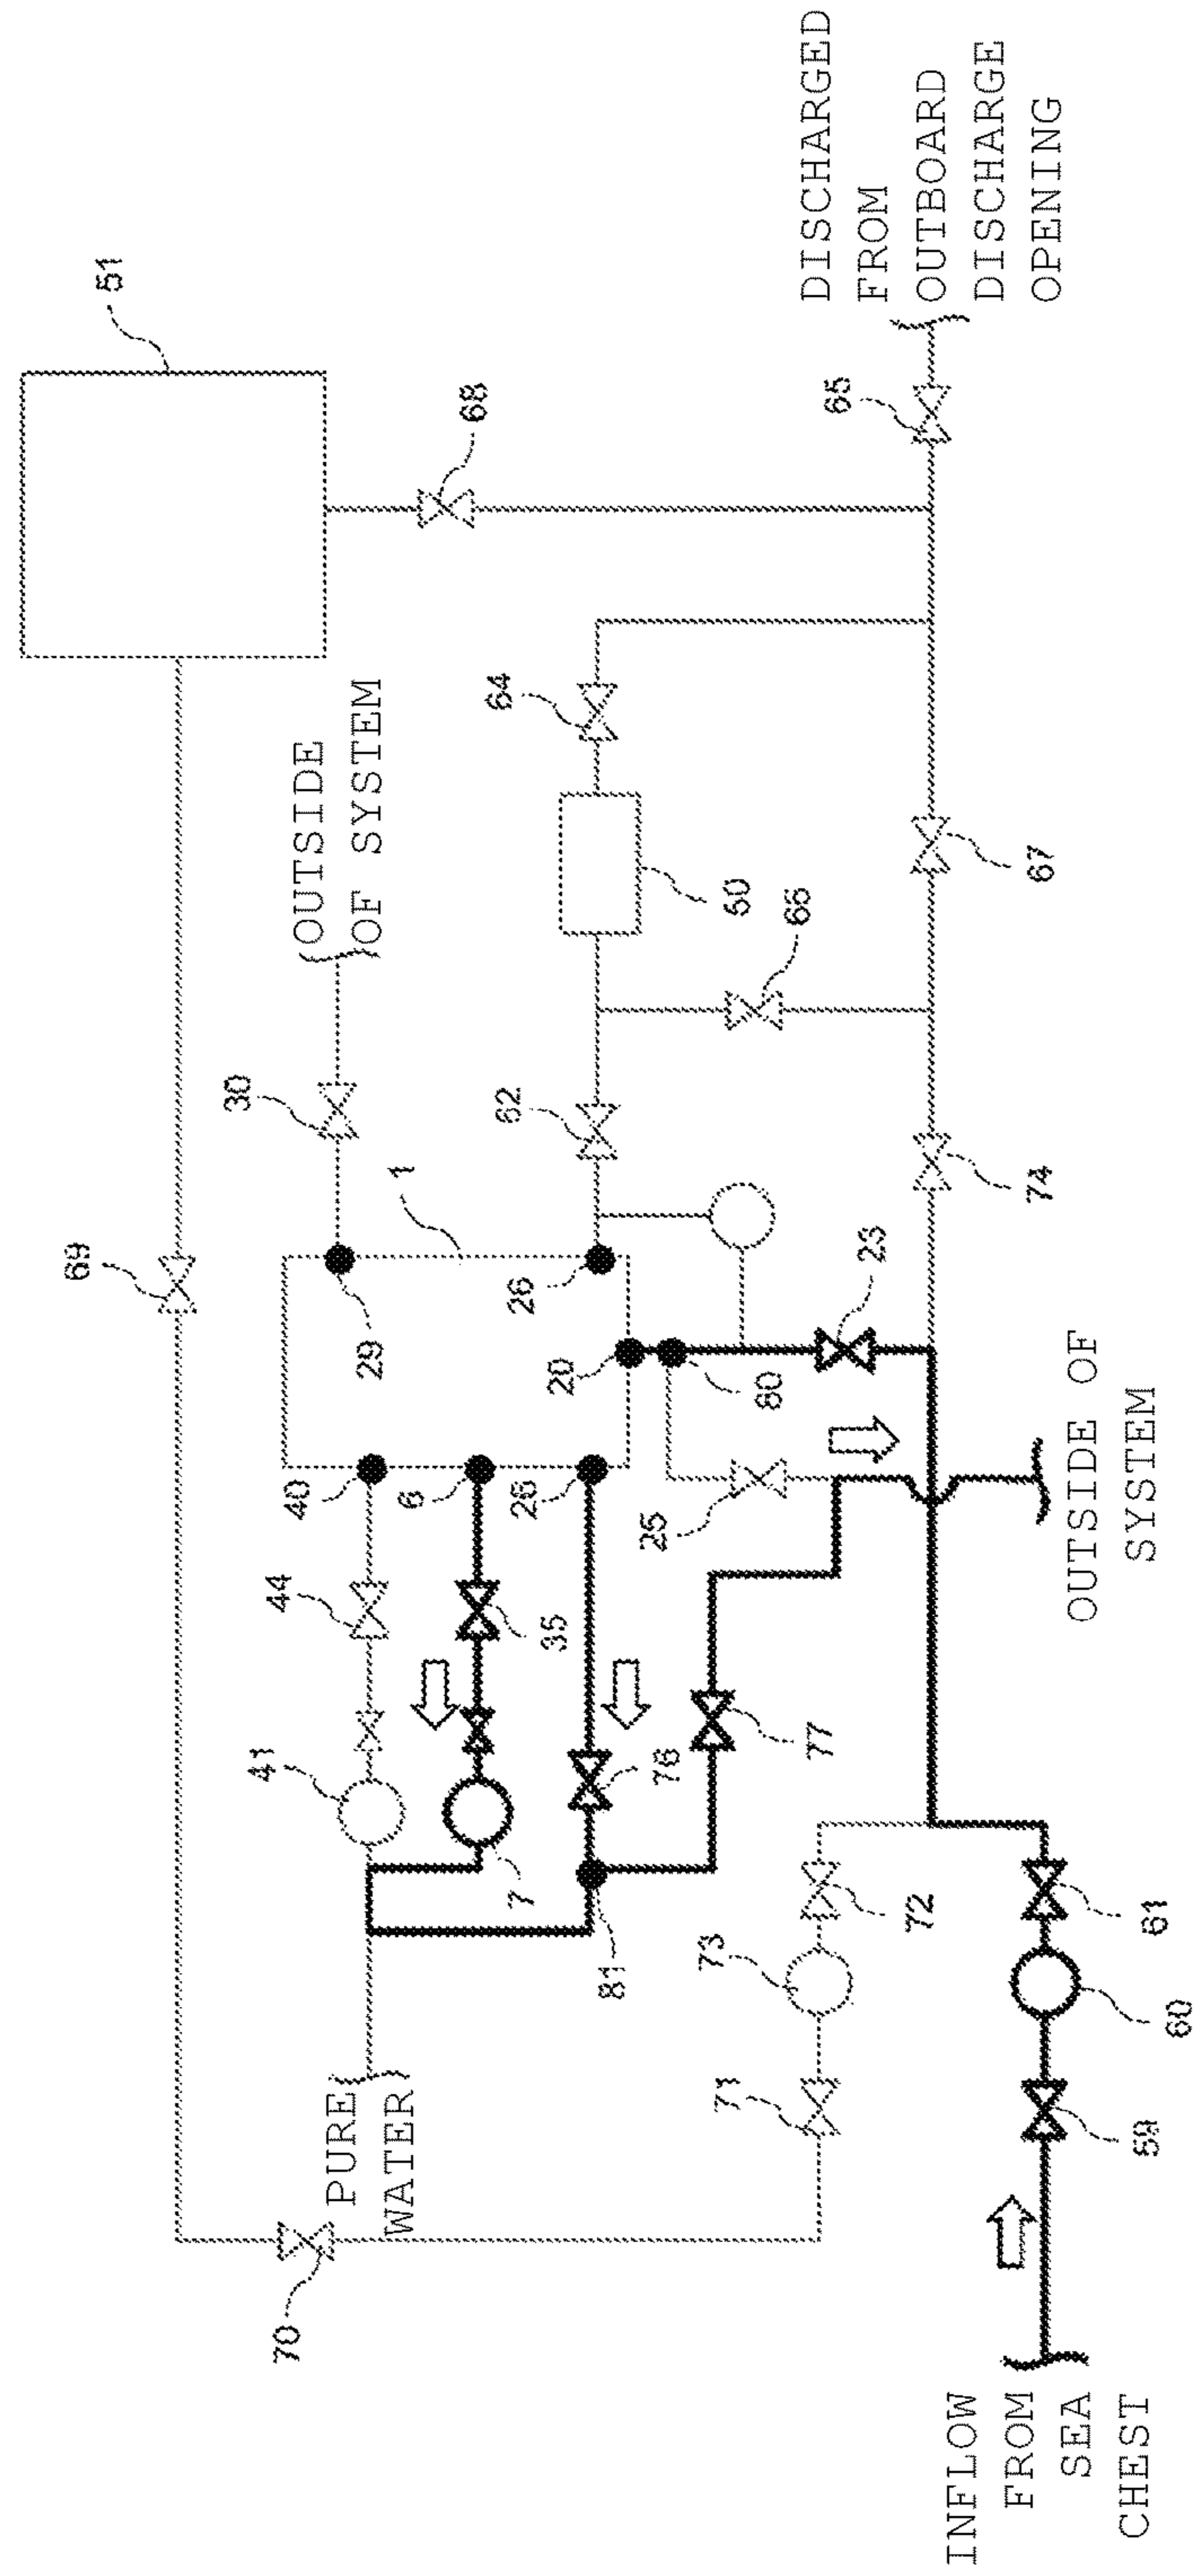 51
69
30
41
44
70
OUTSIDE
OF SYSTEM
1
PURE
WATER
40
29
68
6
64
62
26
7
28
35
20
81
25
78
50
80
66
73
71
77
65
23
72
DISCHARGED
FROM
OUTBOARD
DISCHARGE
OPENING
74
67
OUTSIDE OF
SYSTEM
INFLOW
FROM
SEA
CHEST
59
61
60